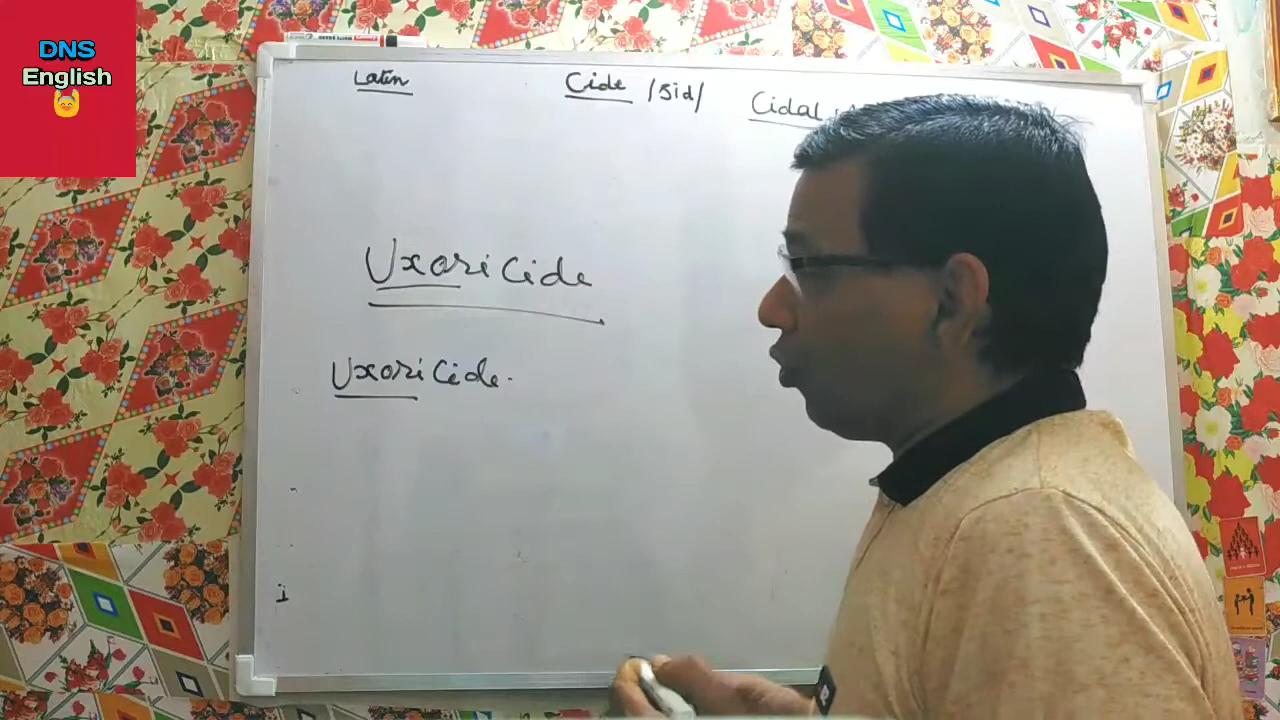 DNS
English
Latin
Cide /sid/
Cidal
Uxoricide
Uxoricide.